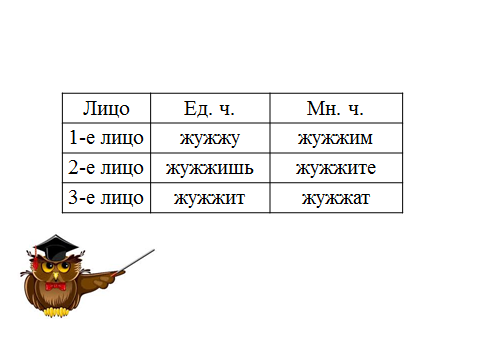 Лицо Ед. ч. Мн. ч.
1-е лицо жужжу жужжим
2-е лицо жужжишь жужжите
3-е лицо жужжит жужжат